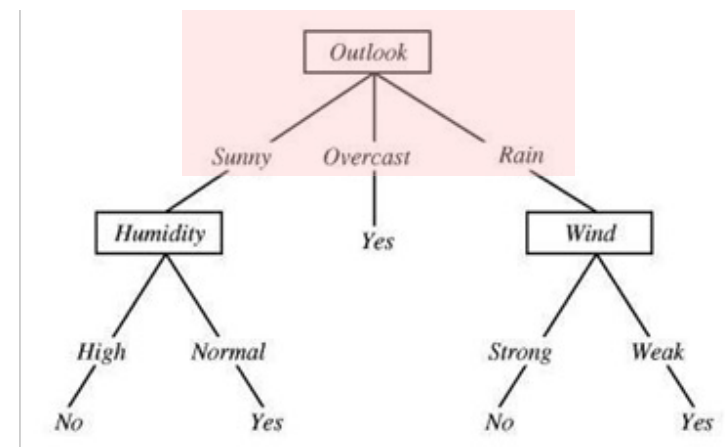 Outlook
Sunny Overcast Rain
Humidity Yes Wind
High Normal Strong Weak
No Yes No Yes